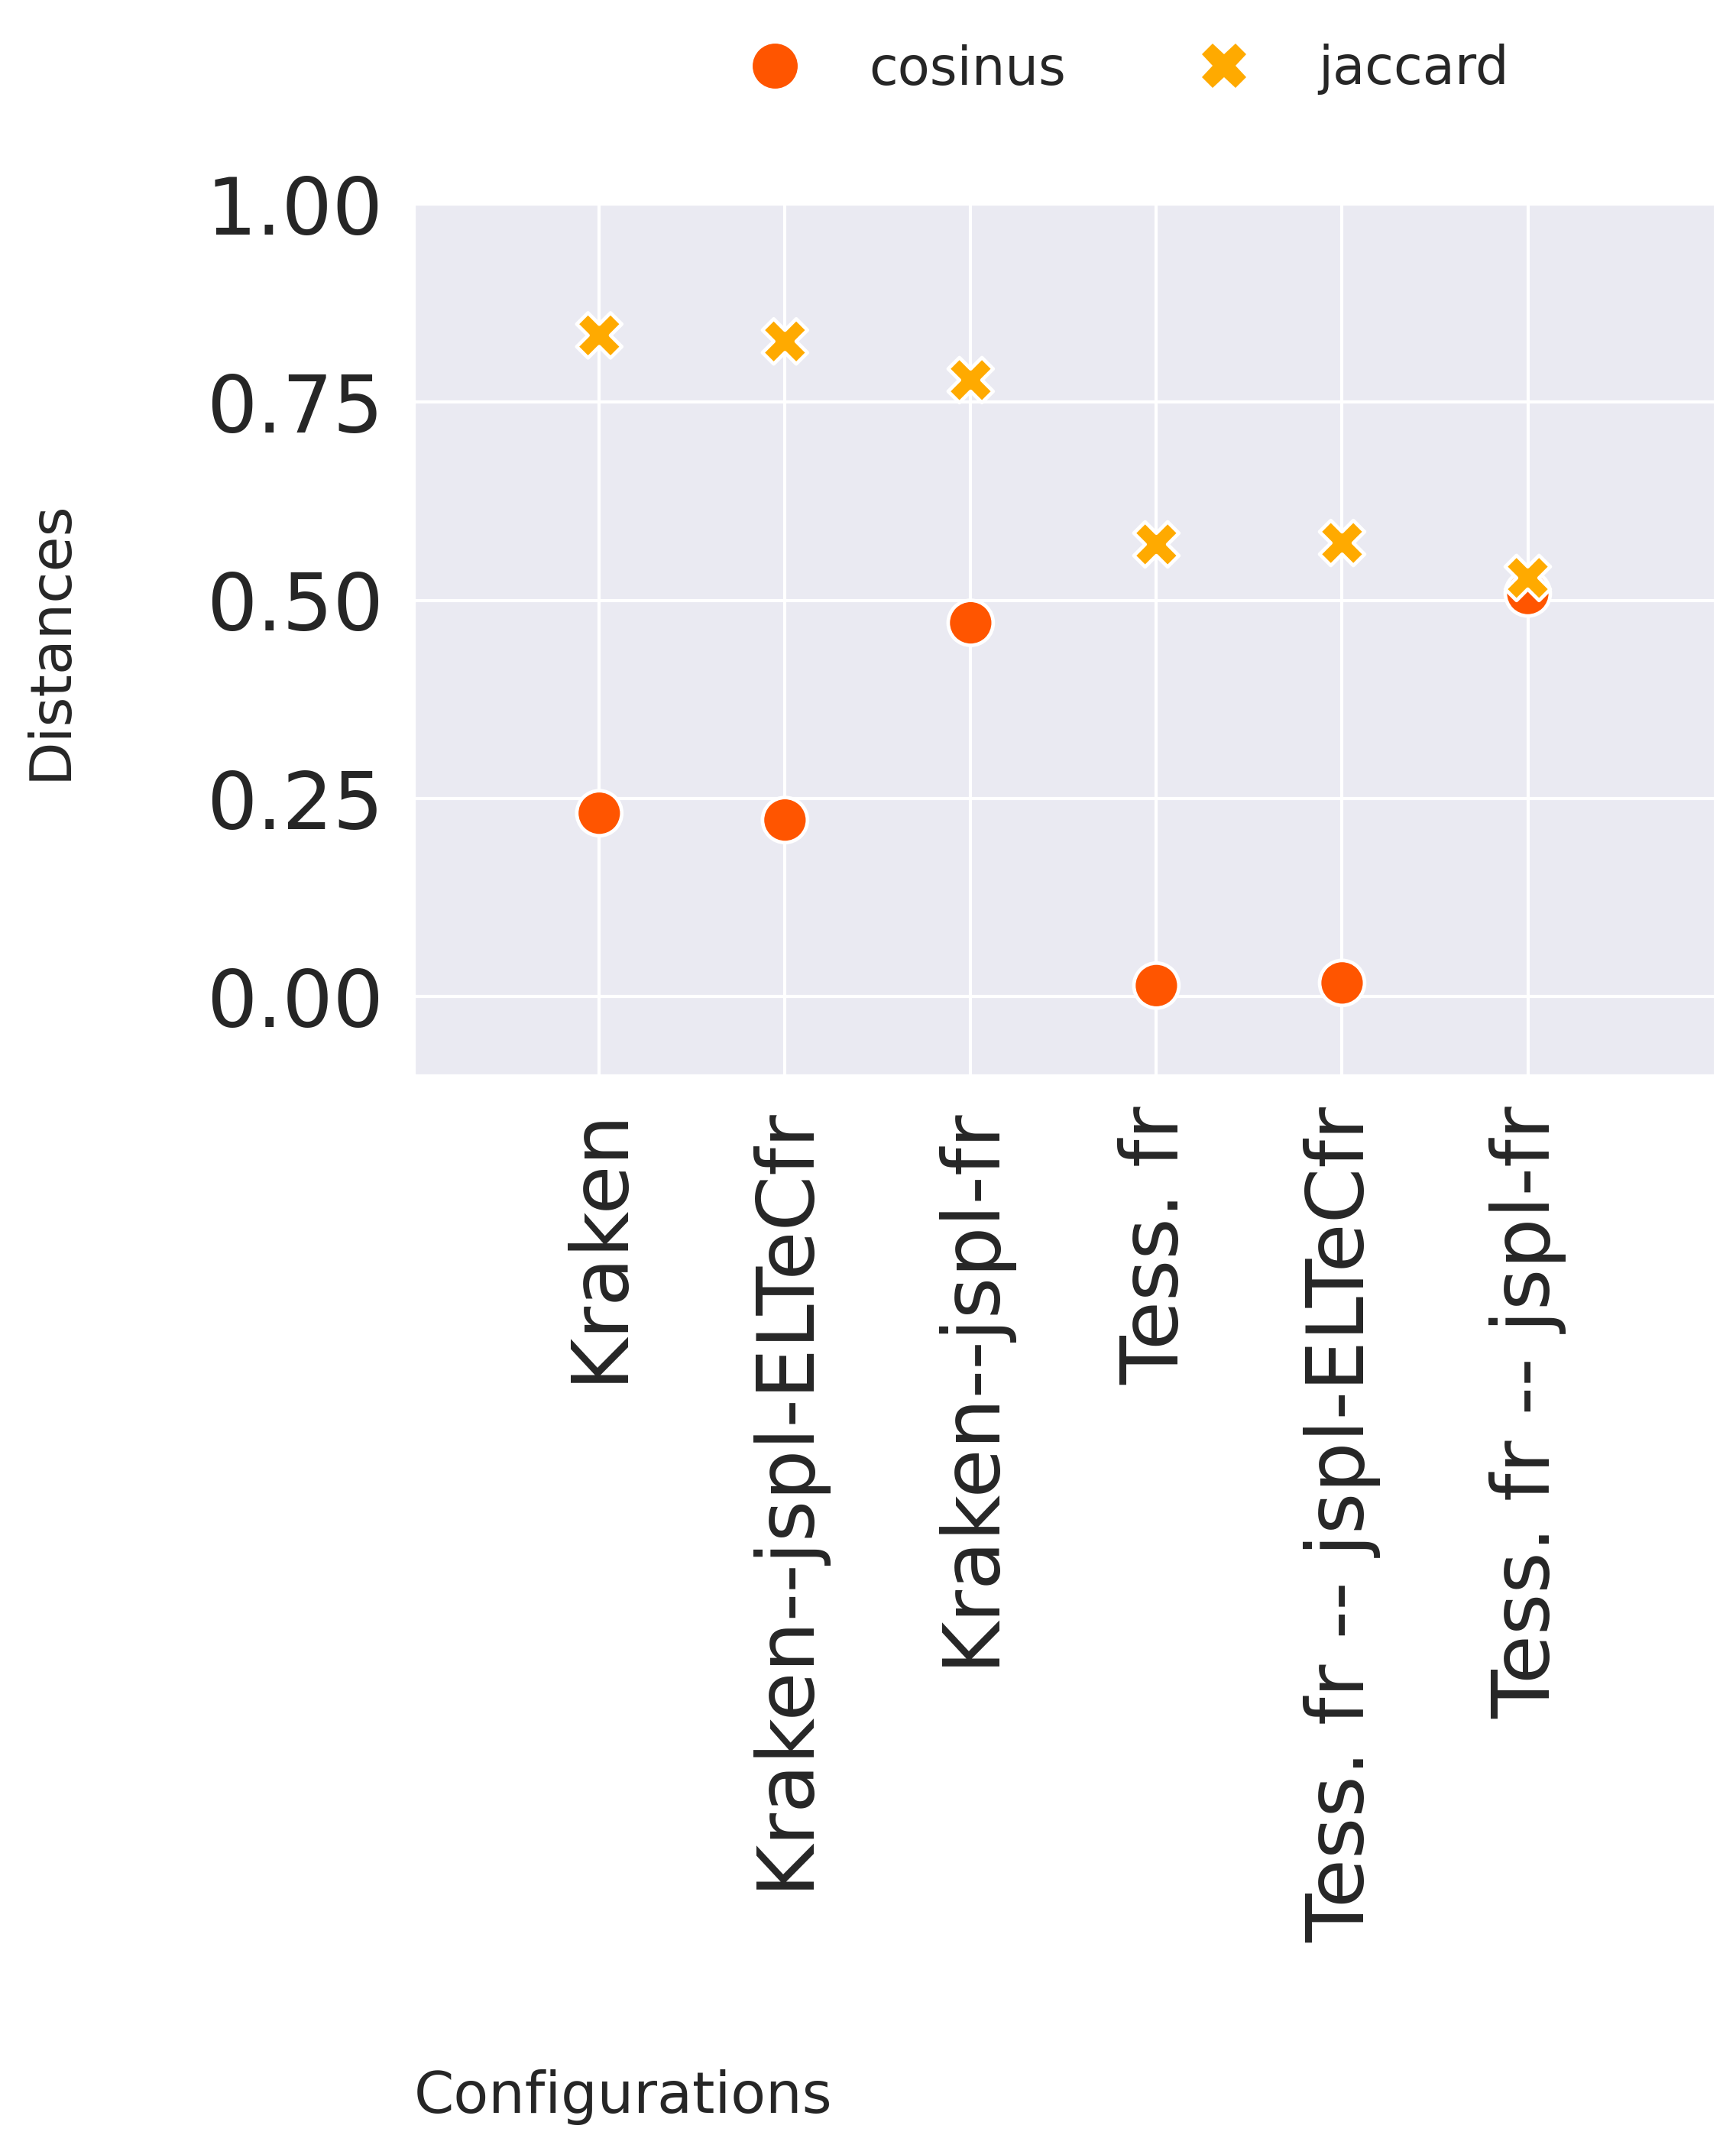 cosinus jaccard
1.00
0.75
0.50
0.25
0.00
Distances
Kraken
Kraken--jspl-ELTeCfr
Kraken--jspl-fr
Tess. fr
Tess. fr -- jspl-ELTeCfr
Tess. fr -- jspl-fr
Configurations